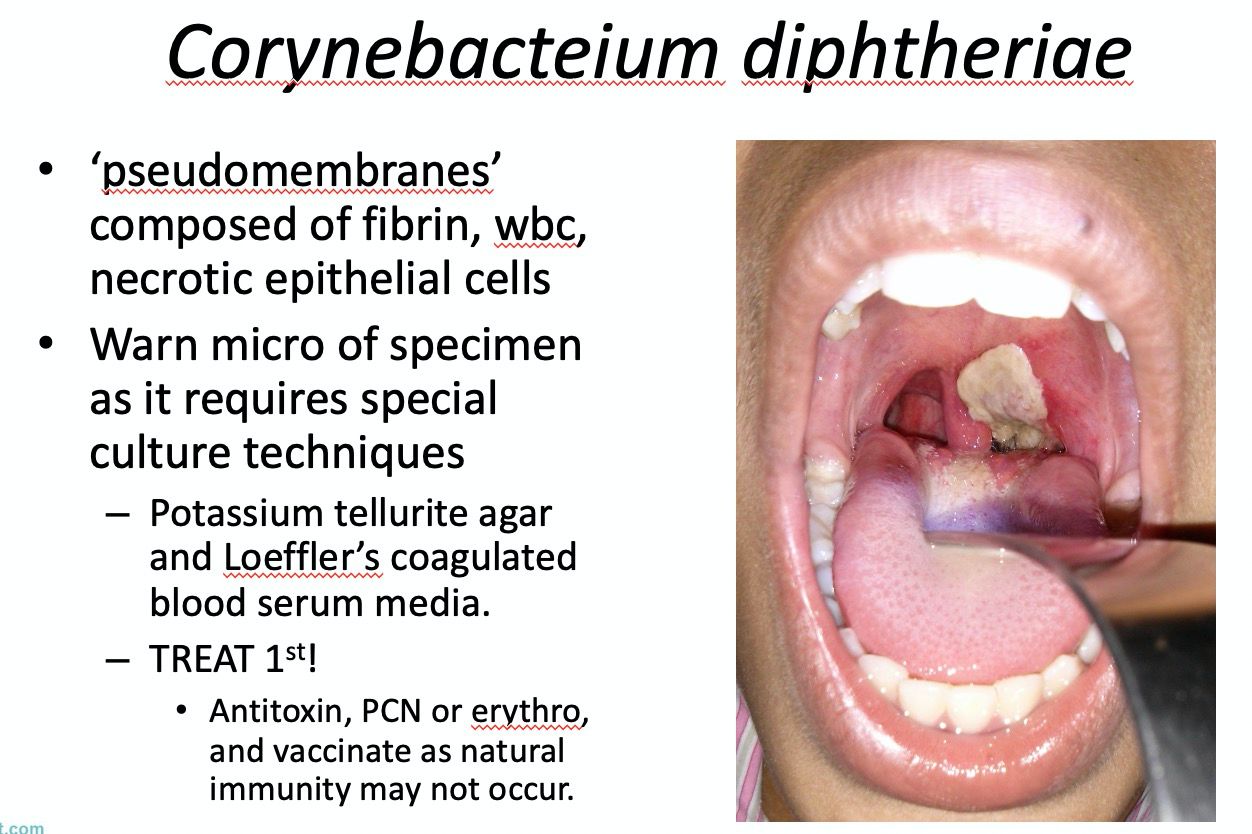 Corynebacteium diphtheriae
• ‘pseudomembranes’
composed of fibrin, wbc,
necrotic epithelial cells
• Warn micro of specimen
as it requires special
culture techniques
– Potassium tellurite agar
and Loeffler’s coagulated
blood serum media.
– TREAT 1st!
• Antitoxin, PCN or erythro,
and vaccinate as natural
immunity may not occur.
t.com